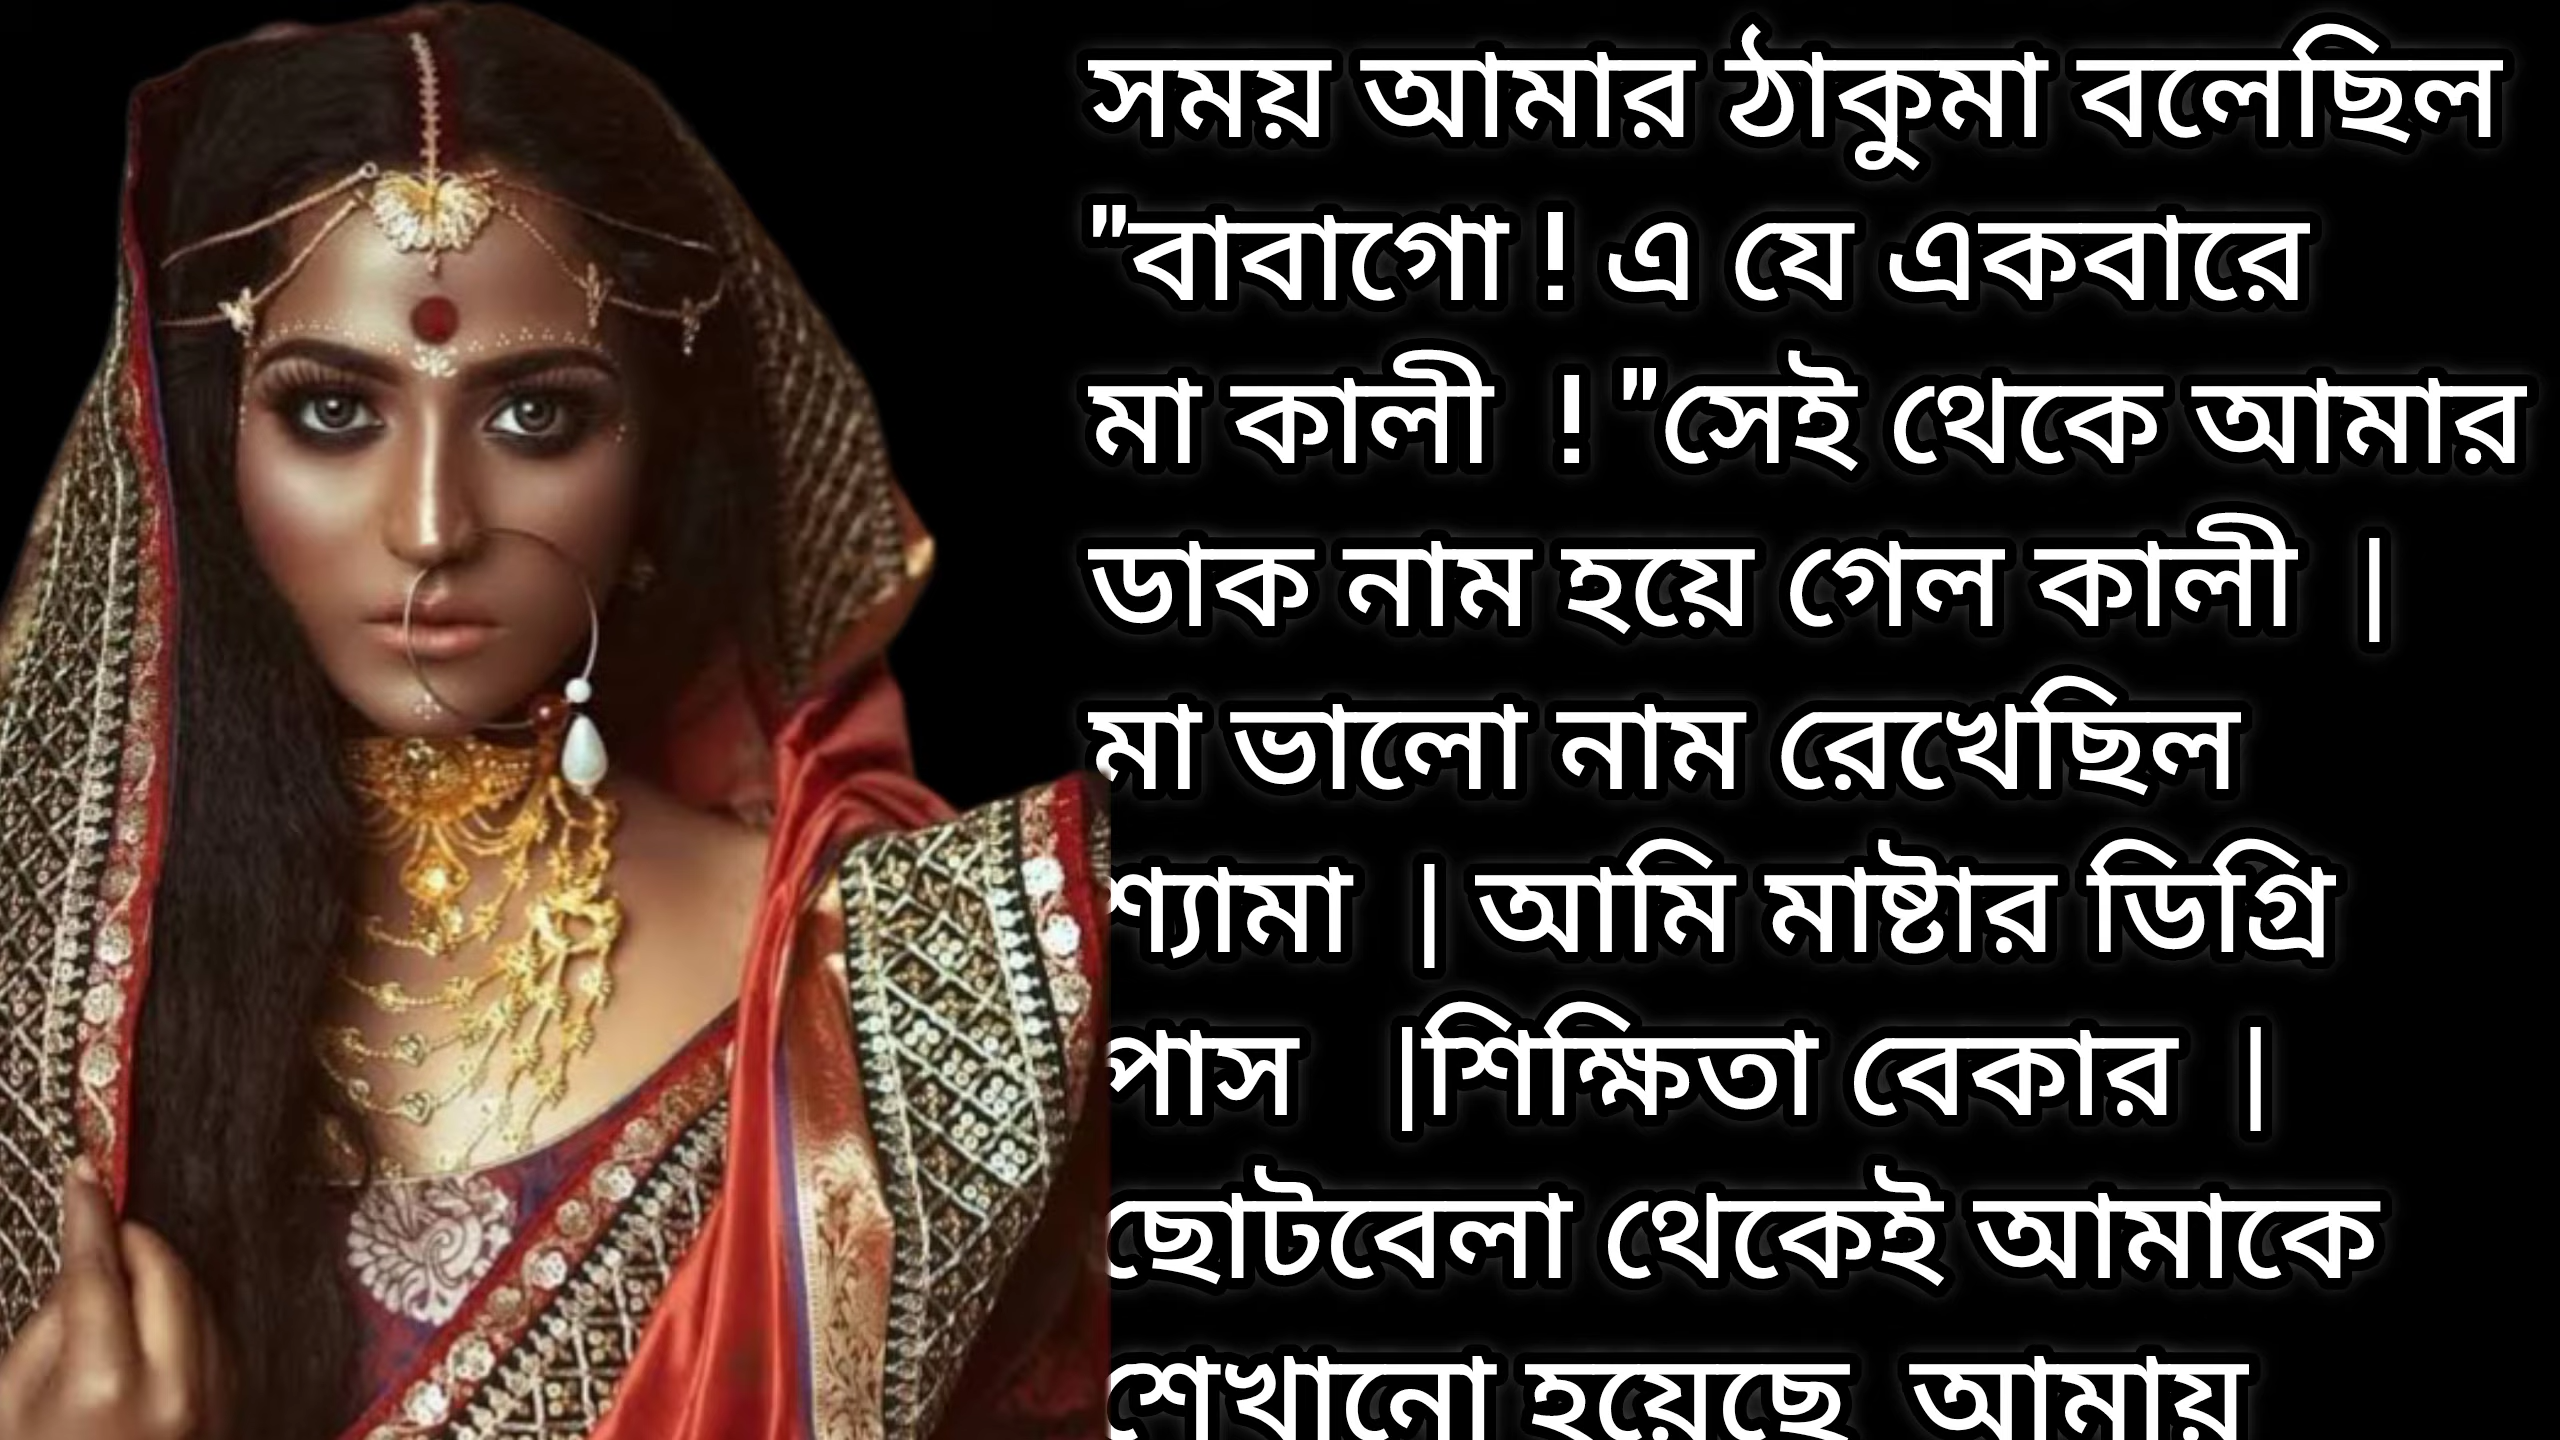 সময় আমার ঠাকুমা বলেছিল
"বাবাগো ! এ যে একবারে
মা কালী ! "সেই থেকে আমার
ডাক নাম হয়ে গেল কালী |
মা ভালো নাম রেখেছিল
শ্যামা | আমি মাষ্টার ডিগ্রি
পাস |শিক্ষিতা বেকার |
ছোটবেলা থেকেই আমাকে
শেখানো হয়েছে আমায়